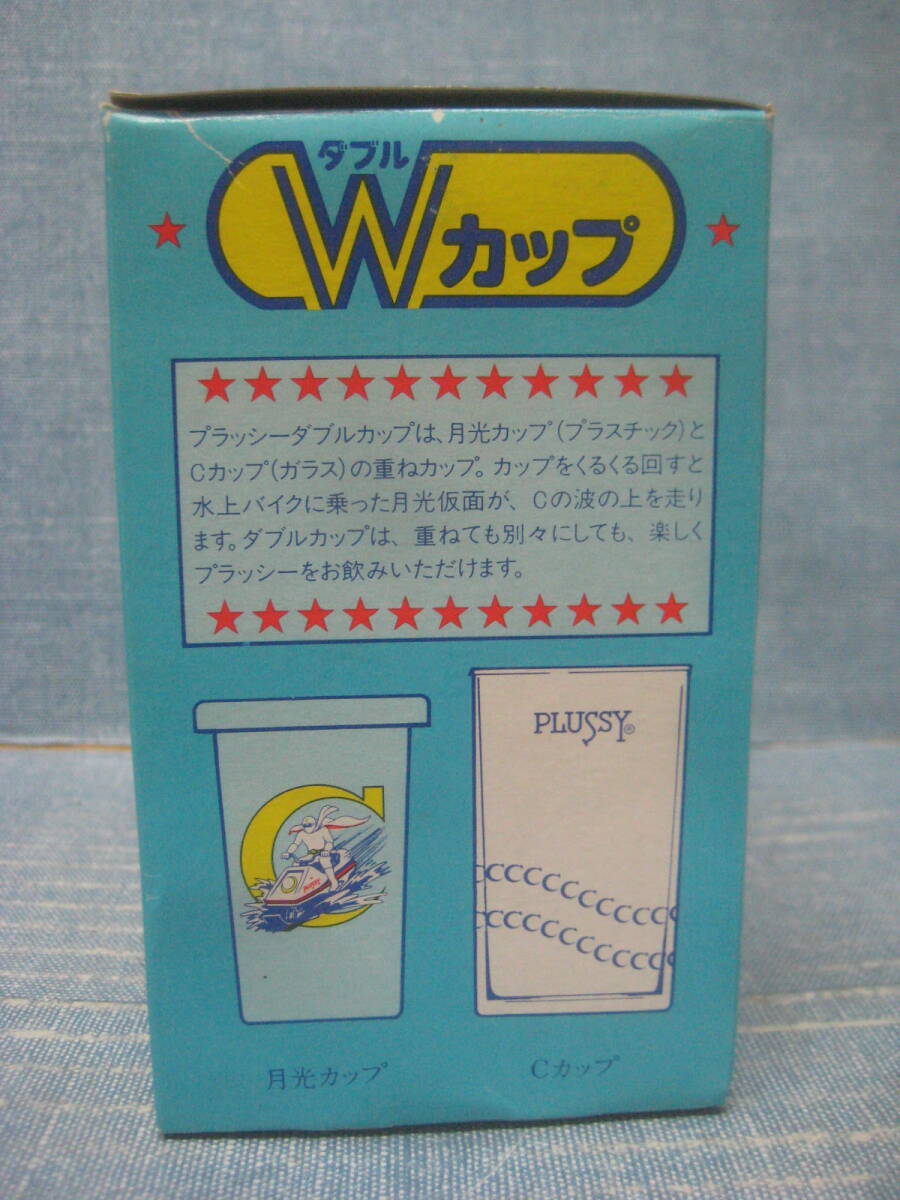 ダブル
Wカップ
プラッシーダブルカップは、月光カップ(プラスチック)と
Cカップ(ガラス)の重ねカップ。カップをくるくる回すと
水上バイクに乗った月光仮面が、Cの波の上を走り
ます。ダブルカップは、重ねても別々にしても、楽しく
プラッシーをお飲みいただけます。
PLUSSY®
C
Plussy
CCCCCCCCCCCCC
CCCCCCCCCCCCC
月光カップ
Cカップ